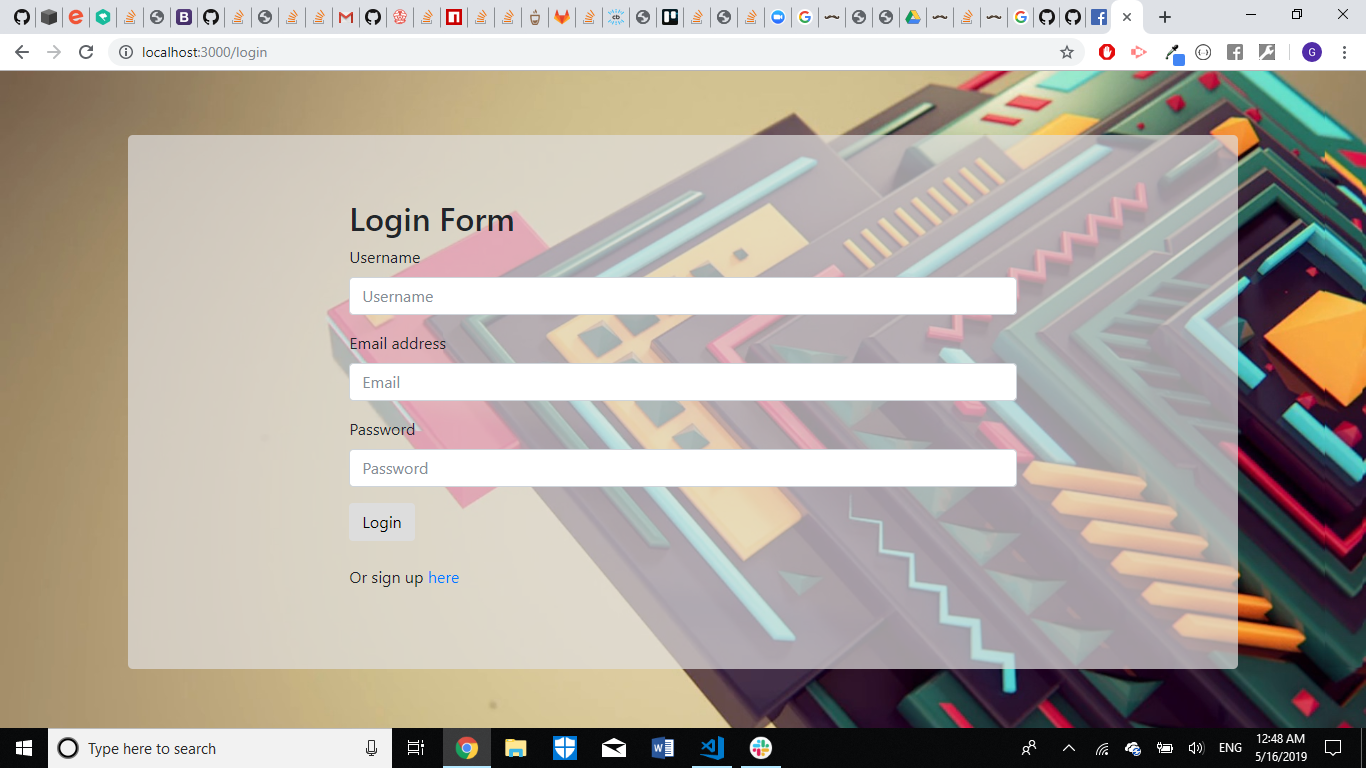 localhost:3000/login
G
Login Form
Username
Username
Email address
Email
Password
Password
Login
Or sign up here
Type here to search
ENG
12:48 AM
5/16/2019